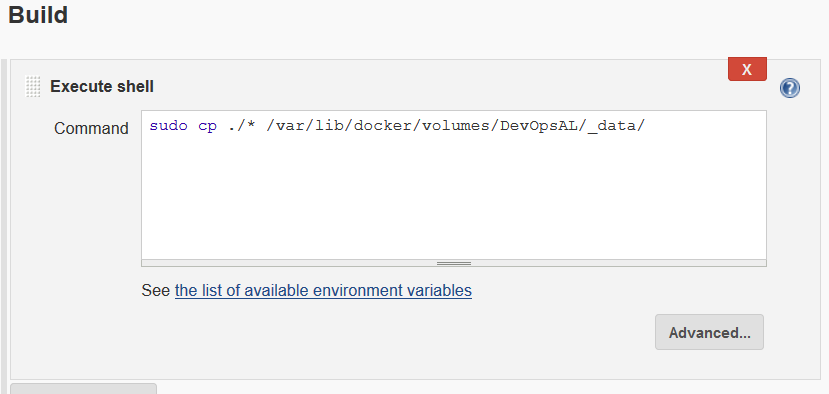 Build
X
Execute shell
?
Command
sudo cp ./* /var/lib/docker/volumes/DevOpsAL/_data/
See the list of available environment variables
Advanced...